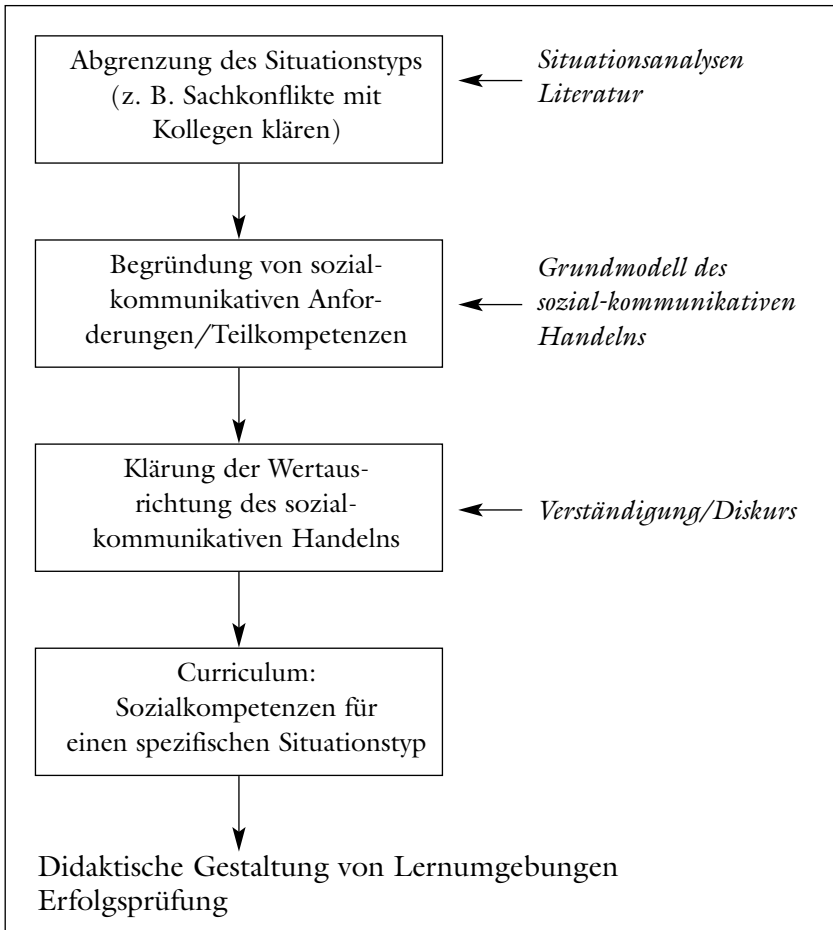 Abgrenzung des Situationstyps
(z. B. Sachkonflikte mit
Kollegen klären)
Situationsanalysen
Literatur
Begründung von sozial-
kommunikativen Anfor-
derungen/Teilkompetenzen
Grundmodell des
sozial-kommunikativen
Handelns
Klärung der Wertaus-
richtung des sozial-
kommunikativen Handelns
Verständigung/Diskurs
Curriculum:
Sozialkompetenzen für
einen spezifischen Situationstyp
Didaktische Gestaltung von Lernumgebungen
Erfolgsprüfung